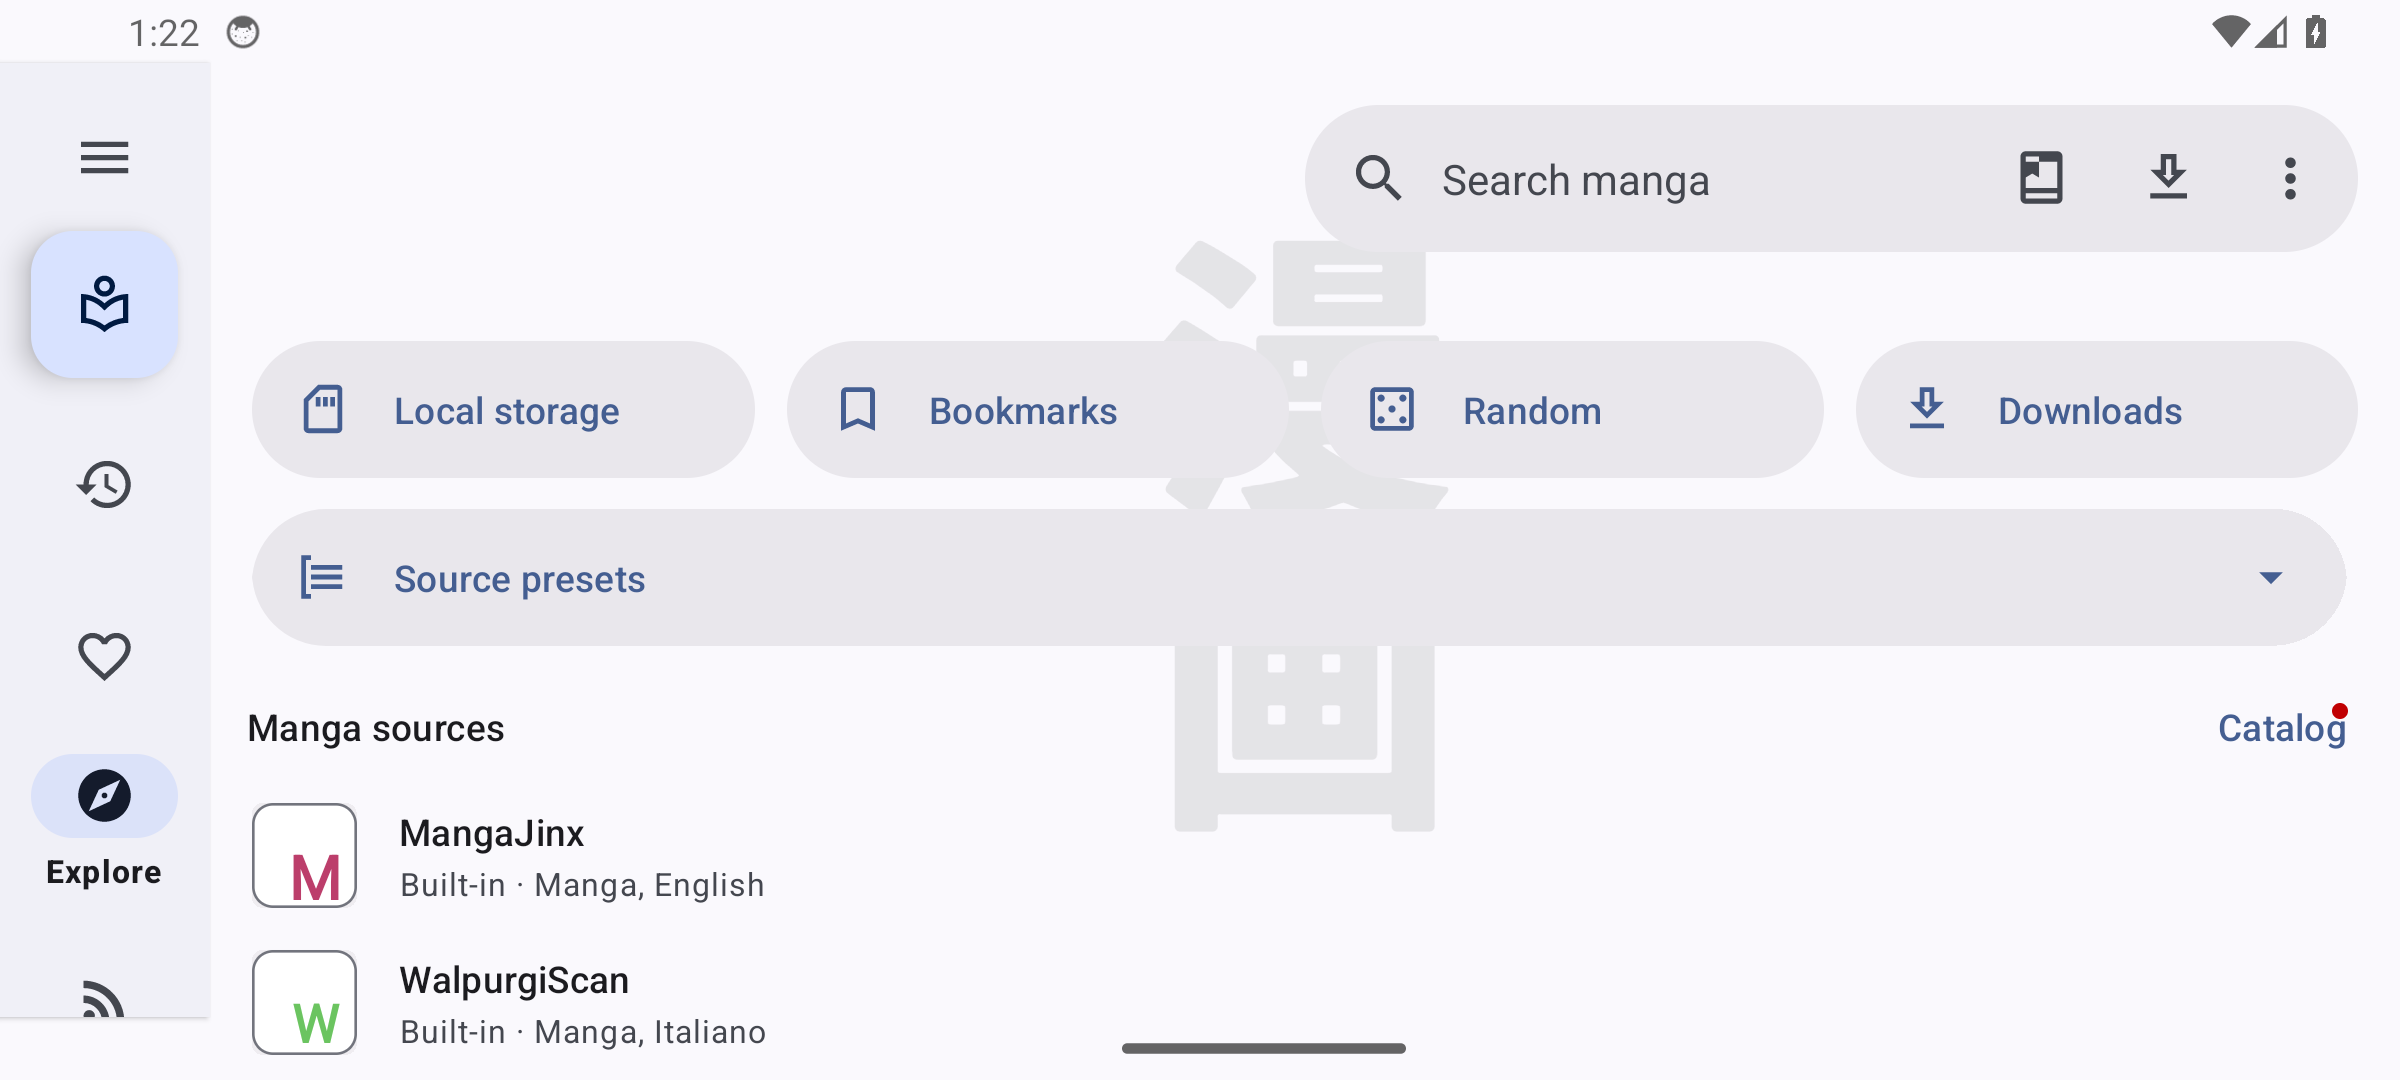 1:22
Search manga
Local storage
Bookmarks
Random
Downloads
Source presets
Manga sources
Catalog
Explore
M
MangaJinx
Built-in · Manga, English
W
WalpurgiScan
Built-in · Manga, Italiano